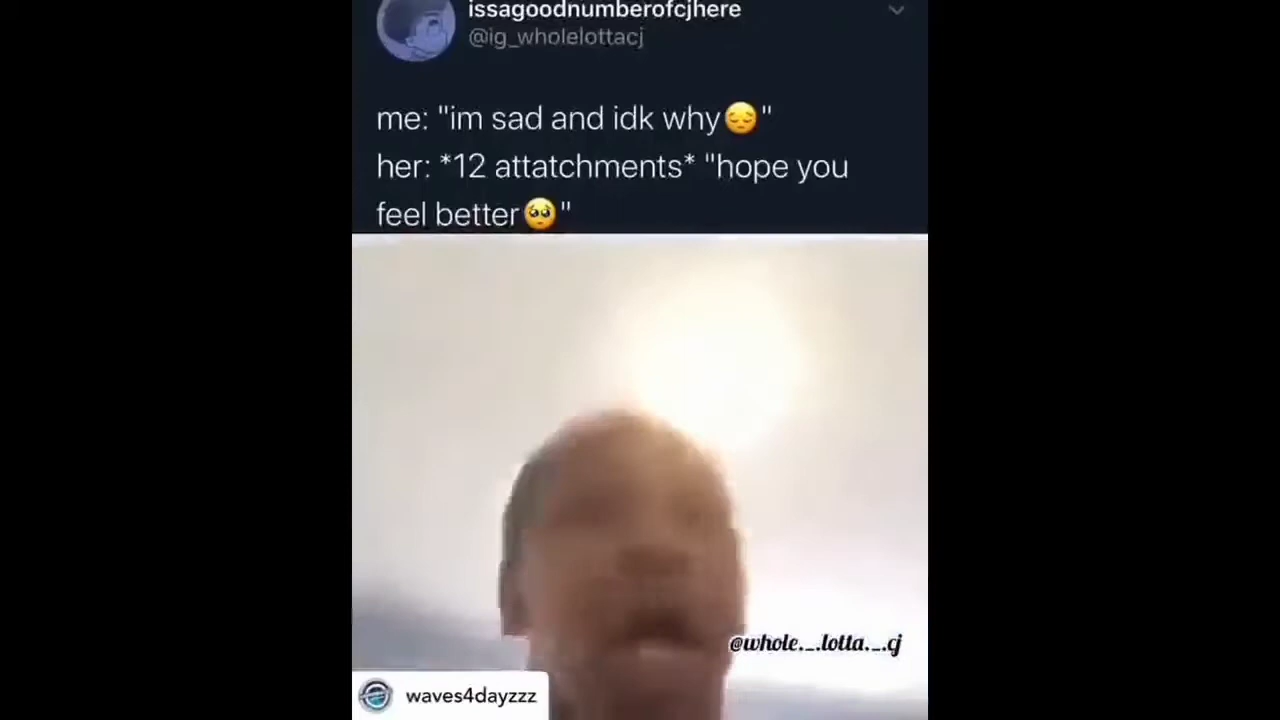 issagoodnumberofcjhere
@ig_wholelottacj
me: "im sad and idk why😔"
her: *12 attatchments* "hope you
feel better🥺"
@whole._.lotta._.cj
waves4dayzzz